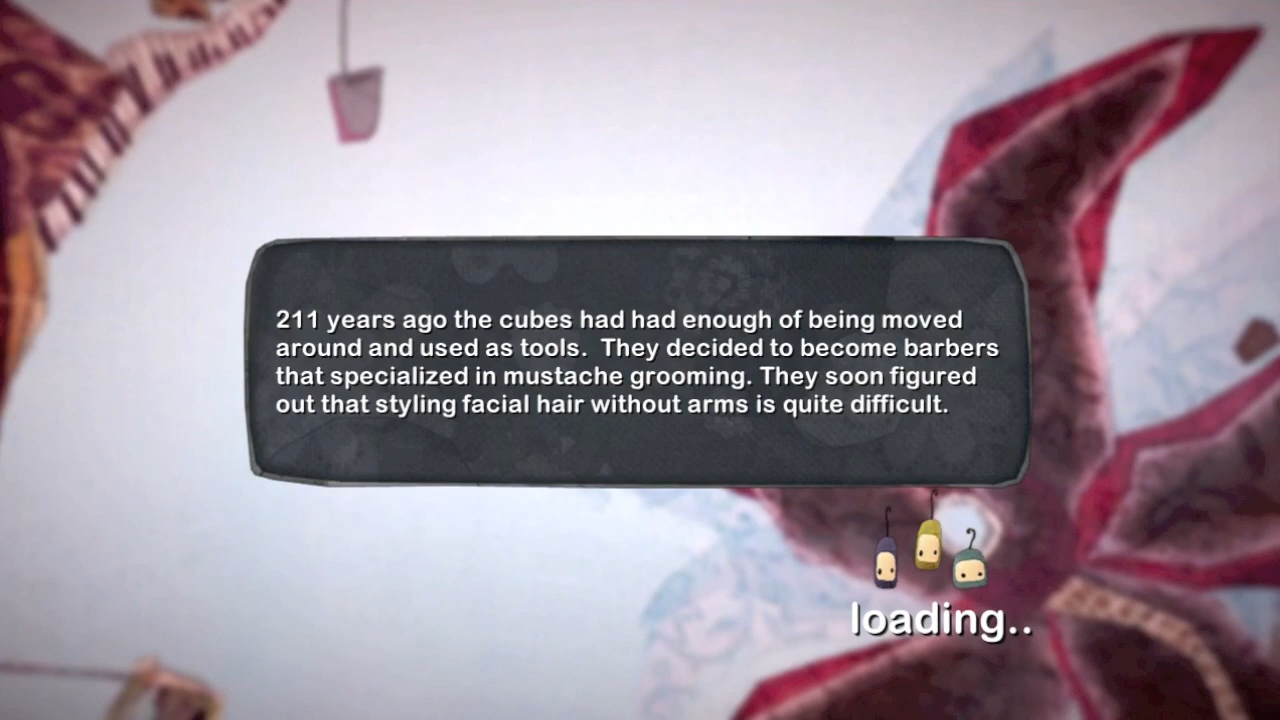 211 years ago the cubes had had enough of being moved
around and used as tools.  They decided to become barbers
that specialized in mustache grooming. They soon figured
out that styling facial hair without arms is quite difficult.
loading..